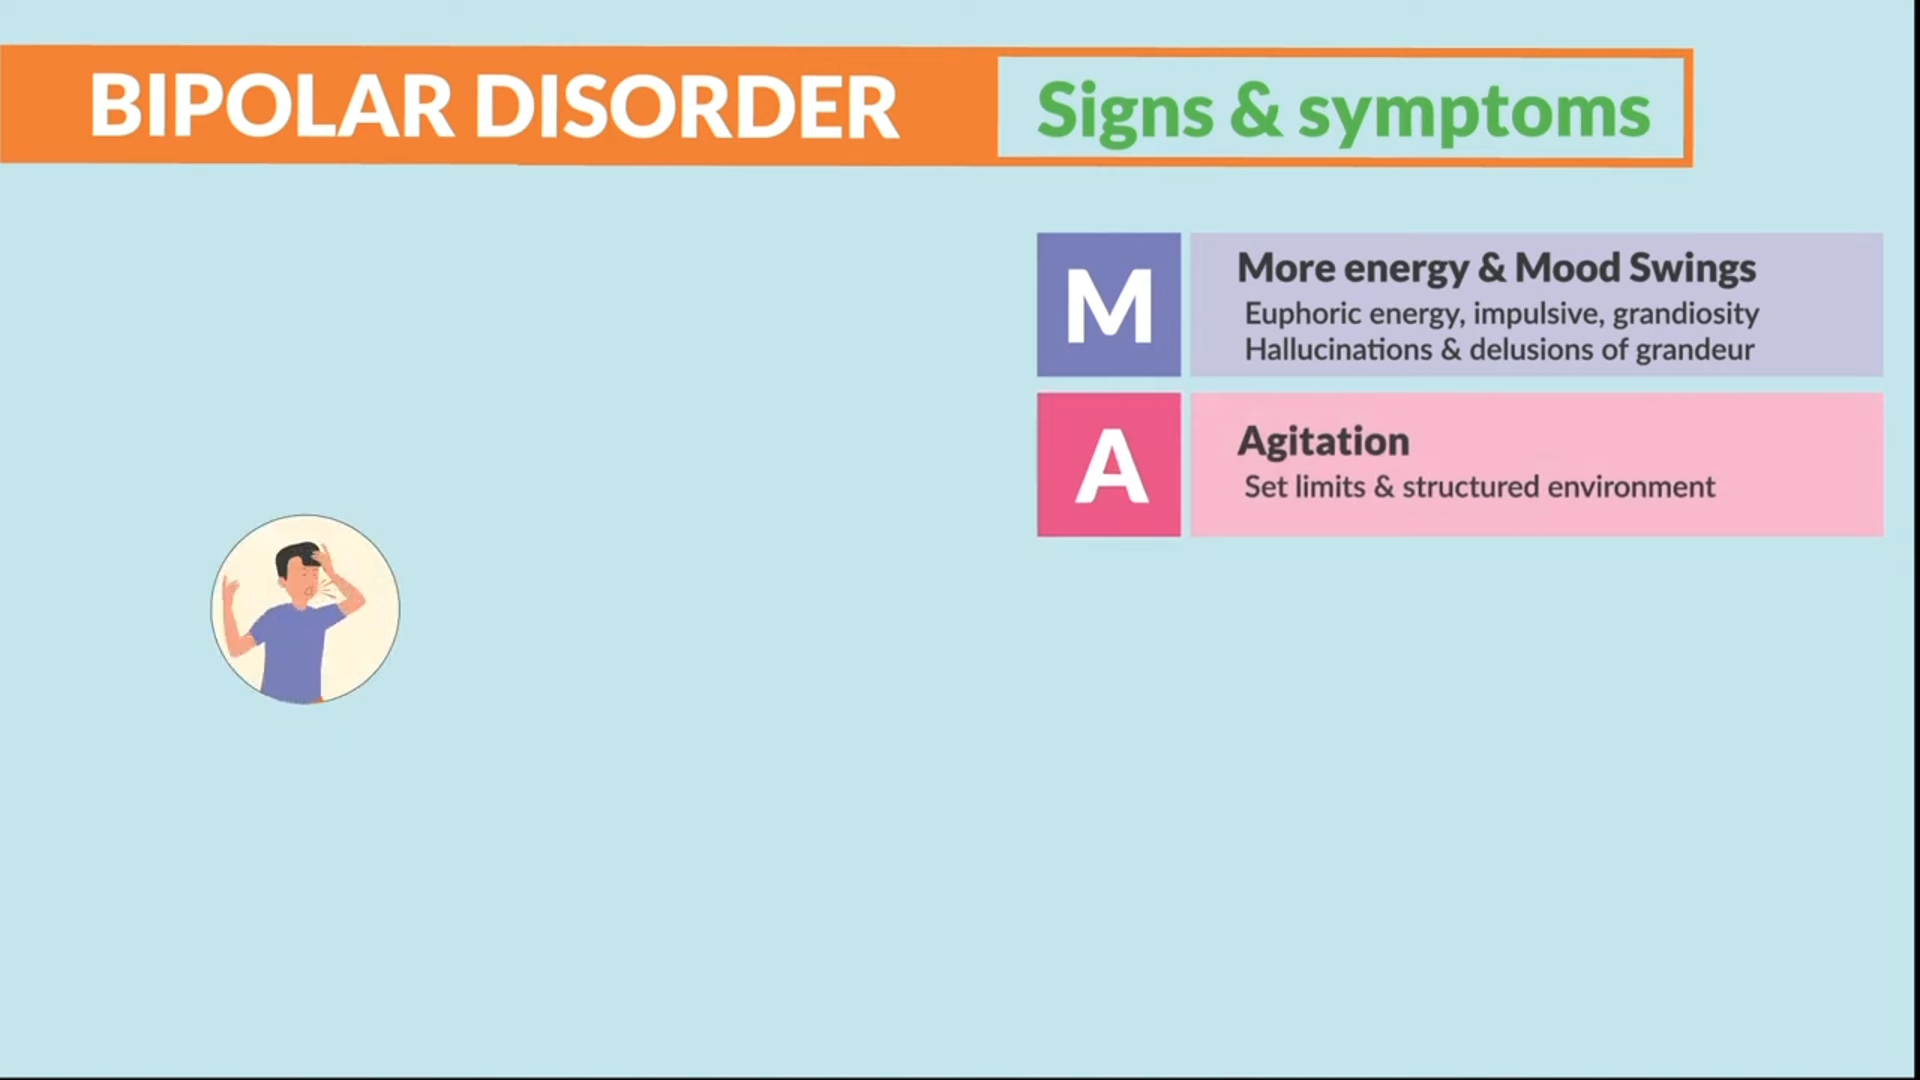 BIPOLAR DISORDER
Signs & symptoms
M
More energy & Mood Swings
Euphoric energy, impulsive, grandiosity
Hallucinations & delusions of grandeur
A
Agitation
Set limits & structured environment